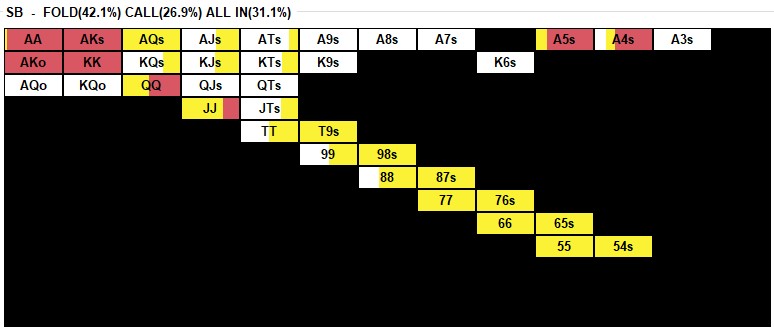 SB - FOLD(42.1%) CALL(26.9%) ALL IN(31.1%)
AA AKs AQs AJs ATs A9s A8s A7s A5s A4s A3s
AKo KK KQs KJs KTs K9s K6s
AQo KQo QQ QJs QTs
JJ JTs
TT T9s
99 98s
88 87s
77 76s
66 65s
55 54s